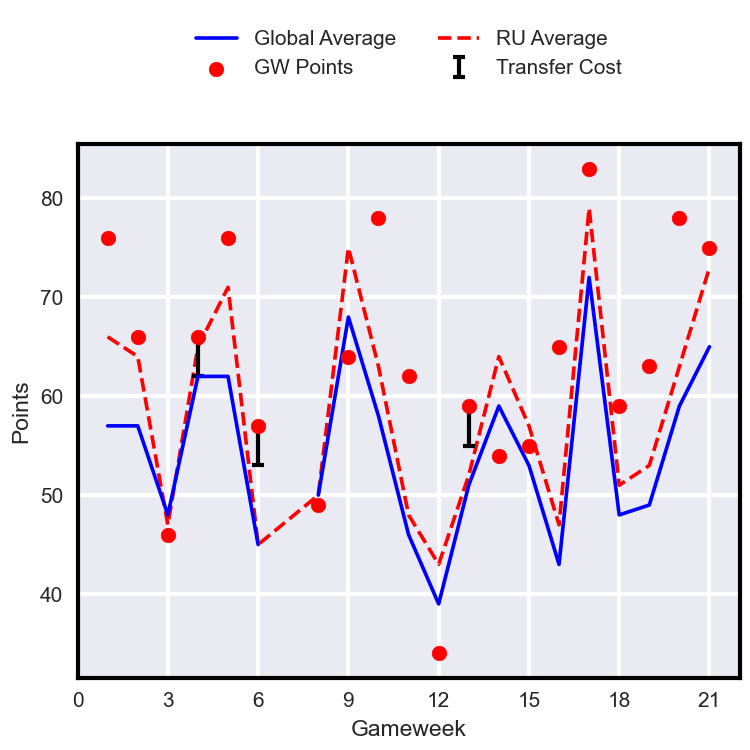 Global Average RU Average
GW Points Transfer Cost
80
70
60
50
40
Points
0 3 6 9 12 15 18 21
Gameweek